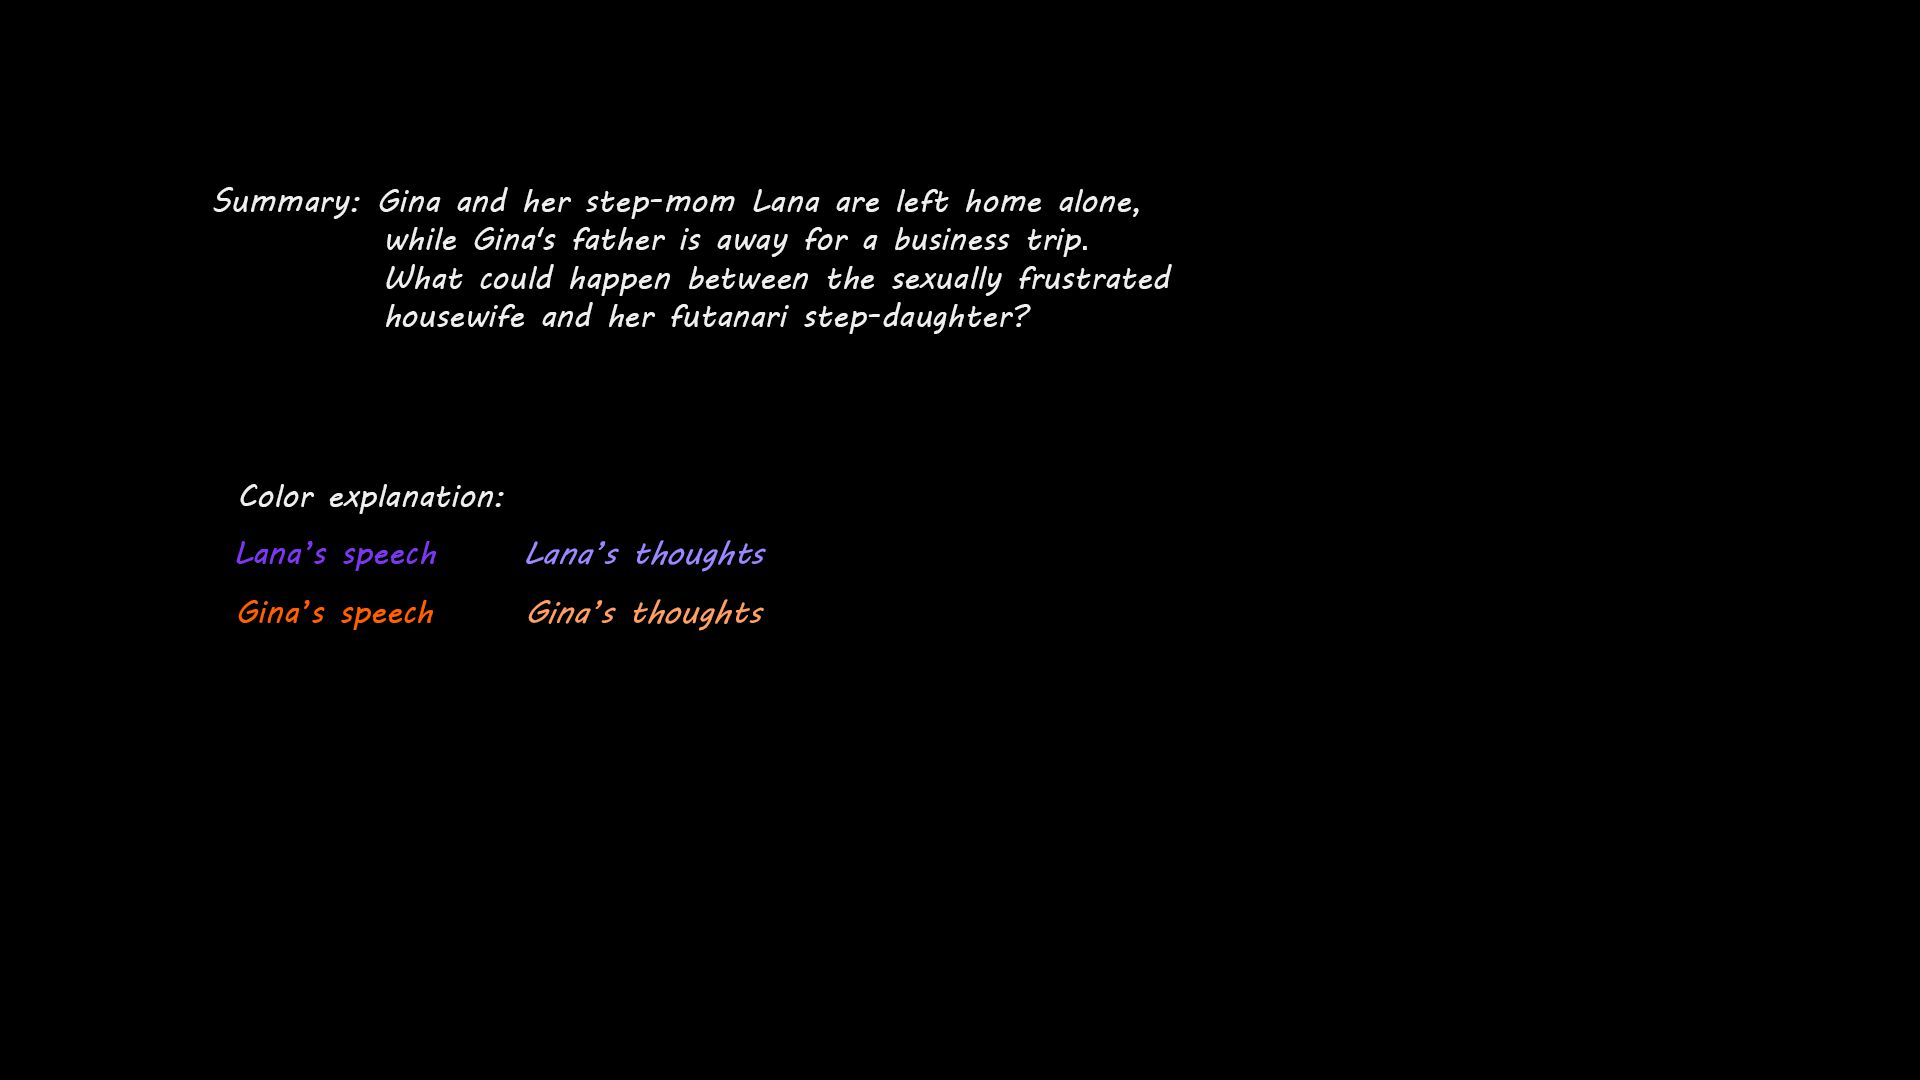 Summary: Gina and her step-mom Lana are left home alone,
while Gina's father is away for a business trip.
What could happen between the sexually frustrated
housewife and her futanari step-daughter?
Color explanation:
Lana's speech Lana's thoughts
Gina's speech Gina's thoughts